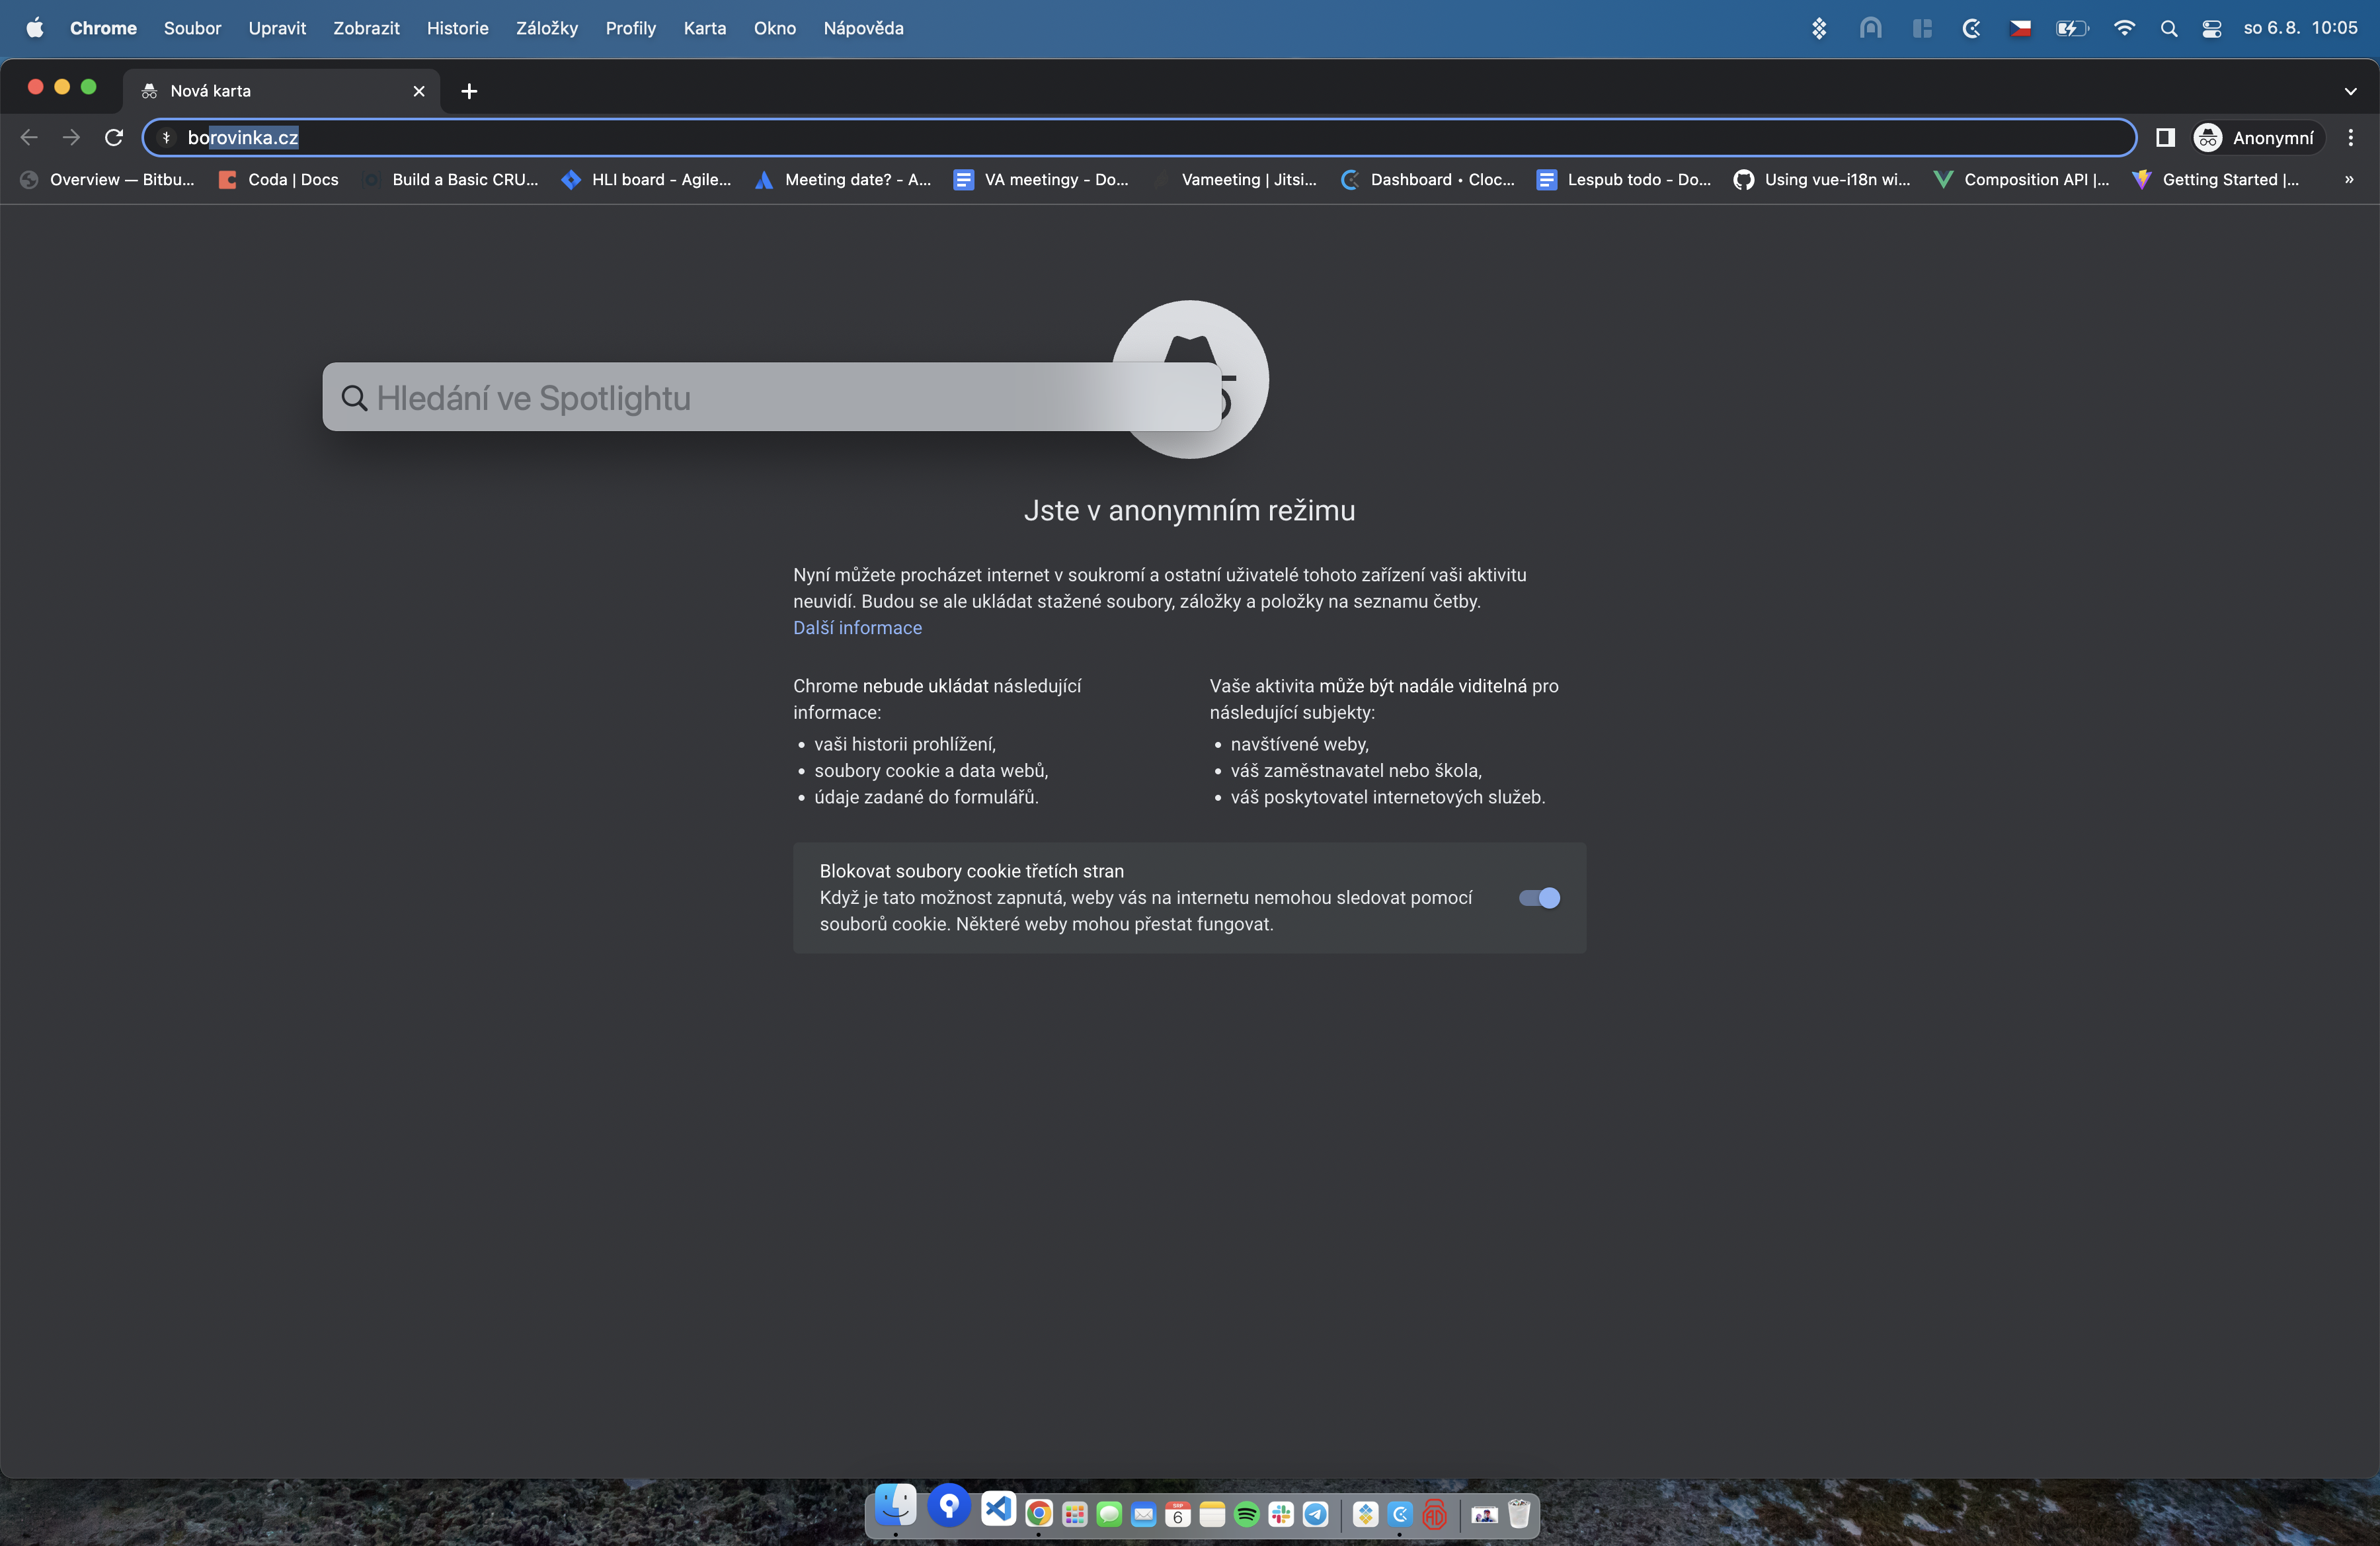 Chrome Soubor Upravit Zobrazit Historie Záložky Profily Karta Okno Nápověda so 6. 8. 10:05
Nová karta
borovinka.cz
Anonymní
Overview — Bitbu... Coda | Docs Build a Basic CRU... HLI board - Agile... Meeting date? - A... VA meetingy - Do... Vameeting | Jitsi... Dashboard • Cloc... Lespub todo - Do... Using vue-i18n wi... Composition API |... Getting Started |... »
Hledání ve Spotlightu
Jste v anonymním režimu
Nyní můžete procházet internet v soukromí a ostatní uživatelé tohoto zařízení vaši aktivitu
neuvidí. Budou se ale ukládat stažené soubory, záložky a položky na seznamu četby.
Další informace
Chrome nebude ukládat následující
informace:
• vaši historii prohlížení,
• soubory cookie a data webů,
• údaje zadané do formulářů.
Vaše aktivita může být nadále viditelná pro
následující subjekty:
• navštívené weby,
• váš zaměstnavatel nebo škola,
• váš poskytovatel internetových služeb.
Blokovat soubory cookie třetích stran
Když je tato možnost zapnutá, weby vás na internetu nemohou sledovat pomocí
souborů cookie. Některé weby mohou přestat fungovat.
6